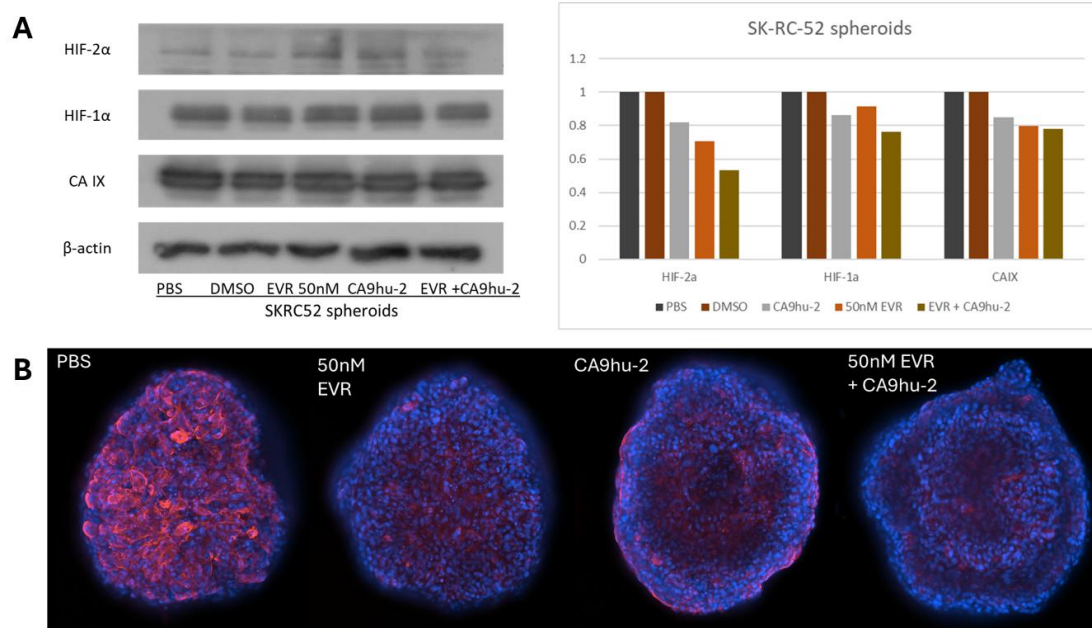 A
HIF-2α
HIF-1α
CA IX
β-actin
PBS DMSO EVR 50nM CA9hu-2 EVR +CA9hu-2
SKRC52 spheroids
SK-RC-52 spheroids
1.2
1
0.8
0.6
0.4
0.2
0
HIF-2a HIF-1a CAIX
PBS DMSO CA9hu-2 50nM EVR EVR + CA9hu-2
B
PBS
50nM
EVR
CA9hu-2
50nM EVR
+ CA9hu-2